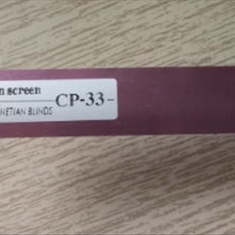 n screen
NETIAN BLINDS CP-33-